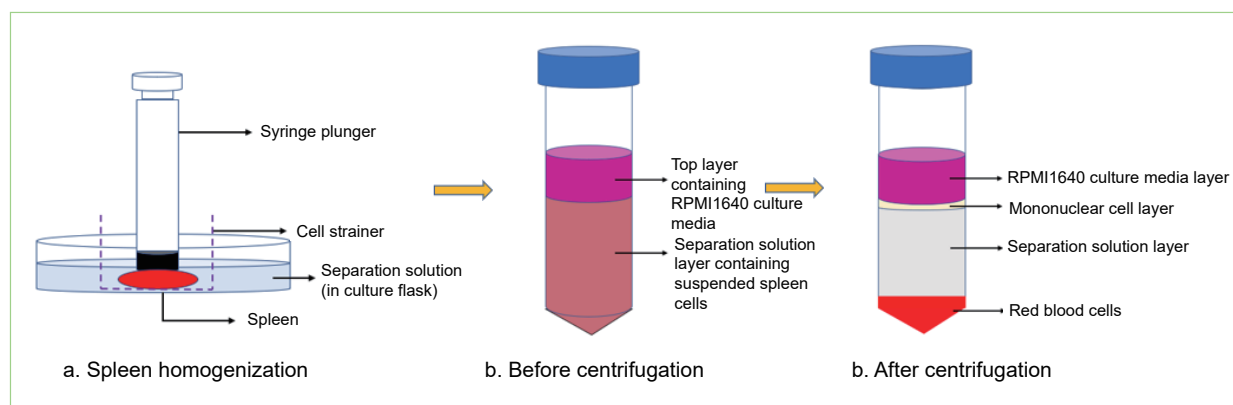 Syringe plunger
Cell strainer
Separation solution
(in culture flask)
Spleen
a. Spleen homogenization
Top layer
containing
RPMI1640 culture
media
Separation solution
layer containing
suspended spleen
cells
b. Before centrifugation
RPMI1640 culture media layer
Mononuclear cell layer
Separation solution layer
Red blood cells
b. After centrifugation